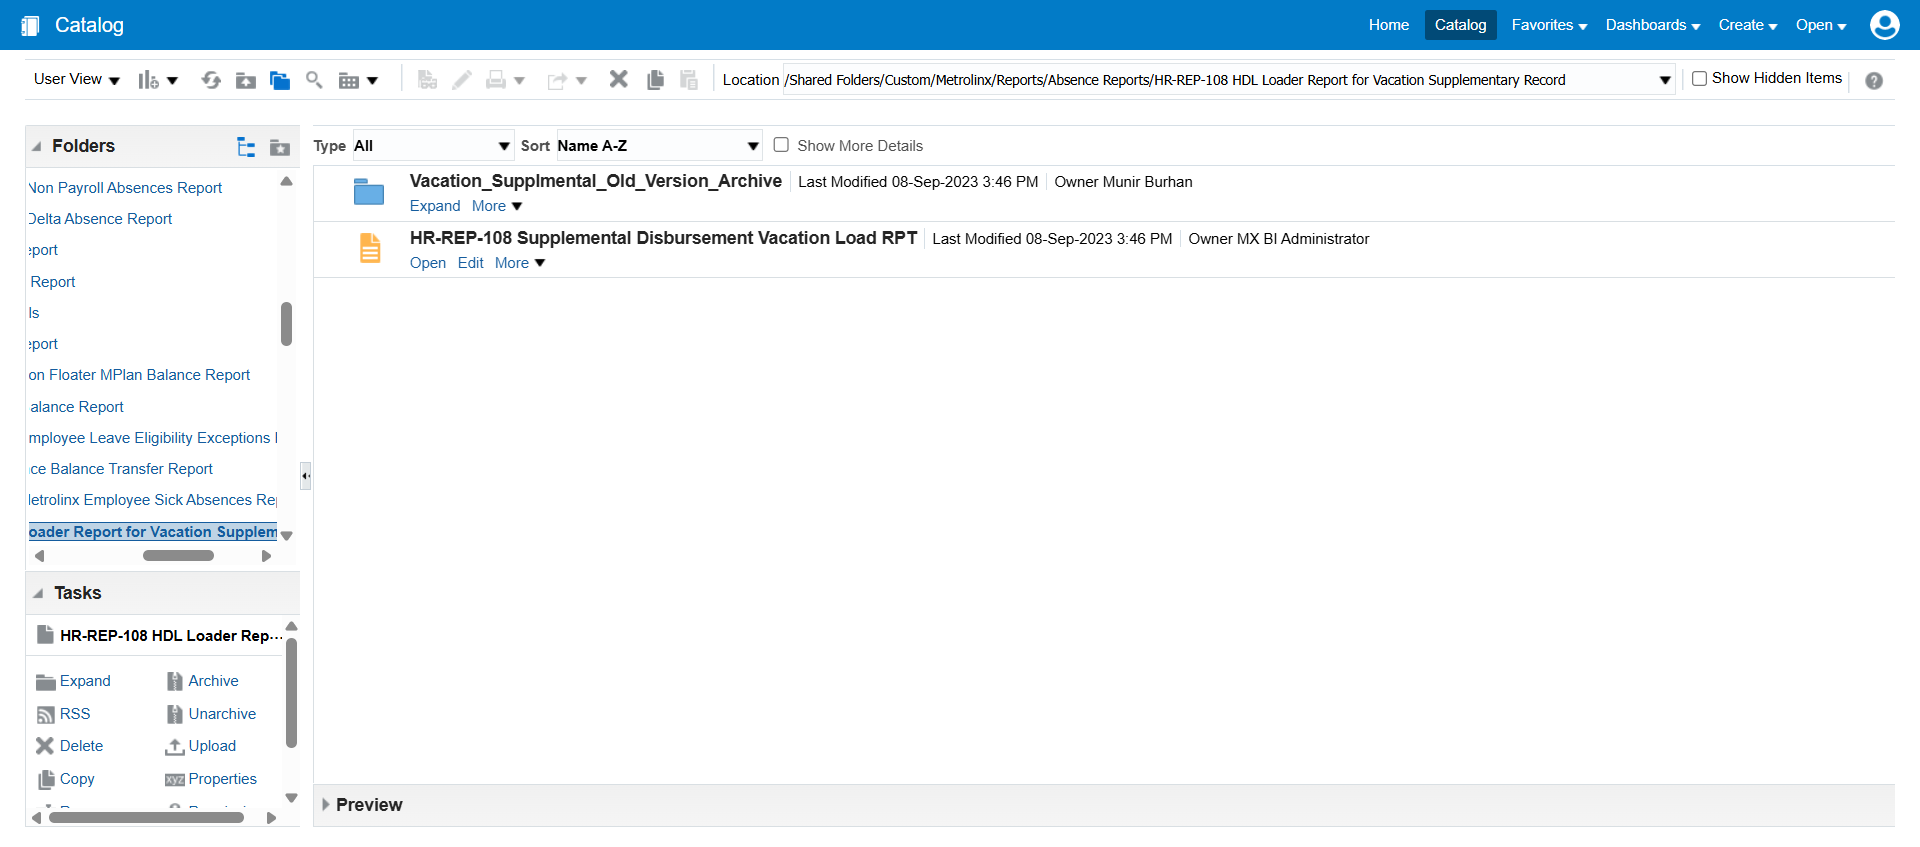 Catalog
Home Catalog Favorites Dashboards Create Open
User View
Location /Shared Folders/Custom/Metrolinx/Reports/Absence Reports/HR-REP-108 HDL Loader Report for Vacation Supplementary Record
Show Hidden Items
Folders
Non Payroll Absences Report
Delta Absence Report
eport
Report
ls
eport
on Floater MPlan Balance Report
alance Report
mployee Leave Eligibility Exceptions
ce Balance Transfer Report
letrolinx Employee Sick Absences Re
oader Report for Vacation Supplem
Tasks
HR-REP-108 HDL Loader Rep...
Expand Archive
RSS Unarchive
Delete Upload
Copy xyz Properties
Type All Sort Name A-Z Show More Details
Vacation_Supplmental_Old_Version_Archive Last Modified 08-Sep-2023 3:46 PM Owner Munir Burhan
Expand More
HR-REP-108 Supplemental Disbursement Vacation Load RPT Last Modified 08-Sep-2023 3:46 PM Owner MX BI Administrator
Open Edit More
Preview